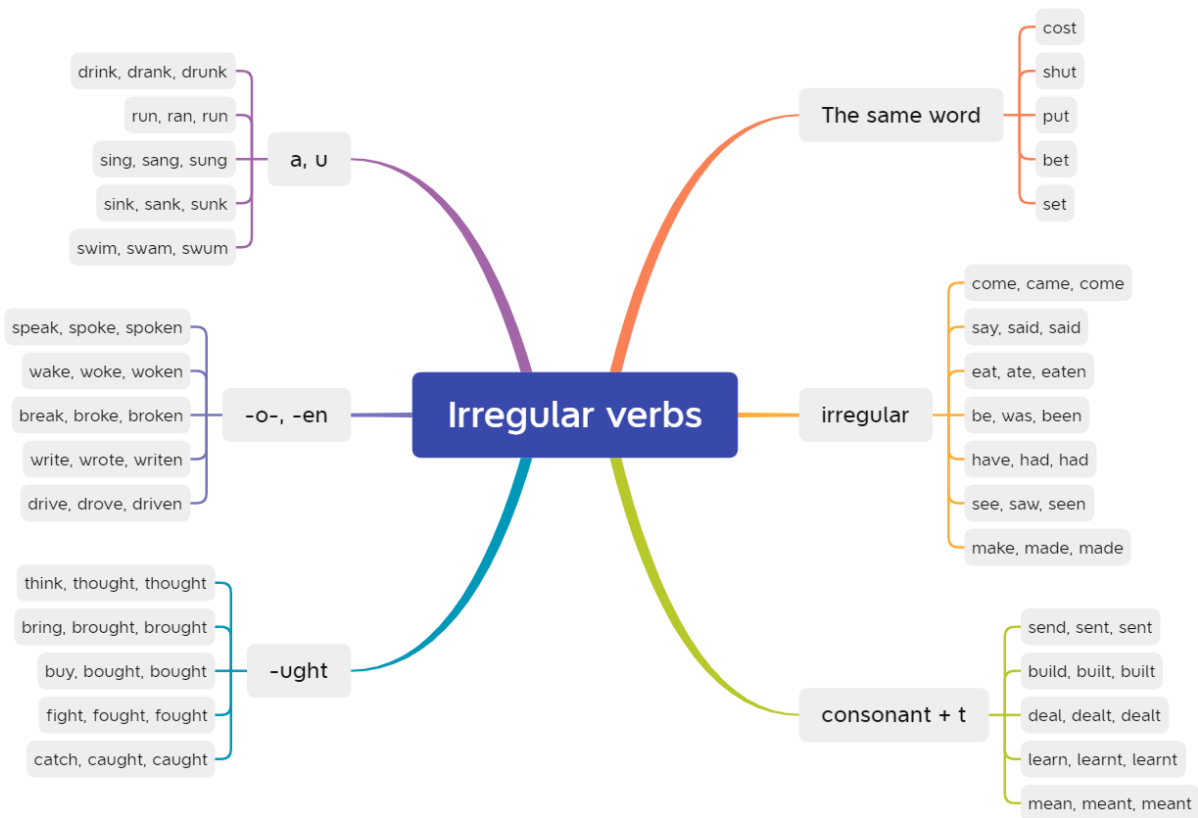 Irregular verbs
The same word
cost
shut
put
bet
set
irregular
come, came, come
say, said, said
eat, ate, eaten
be, was, been
have, had, had
see, saw, seen
make, made, made
consonant + t
send, sent, sent
build, built, built
deal, dealt, dealt
learn, learnt, learnt
mean, meant, meant
a, u
drink, drank, drunk
run, ran, run
sing, sang, sung
sink, sank, sunk
swim, swam, swum
-o-, -en
speak, spoke, spoken
wake, woke, woken
break, broke, broken
write, wrote, writen
drive, drove, driven
-ught
think, thought, thought
bring, brought, brought
buy, bought, bought
fight, fought, fought
catch, caught, caught